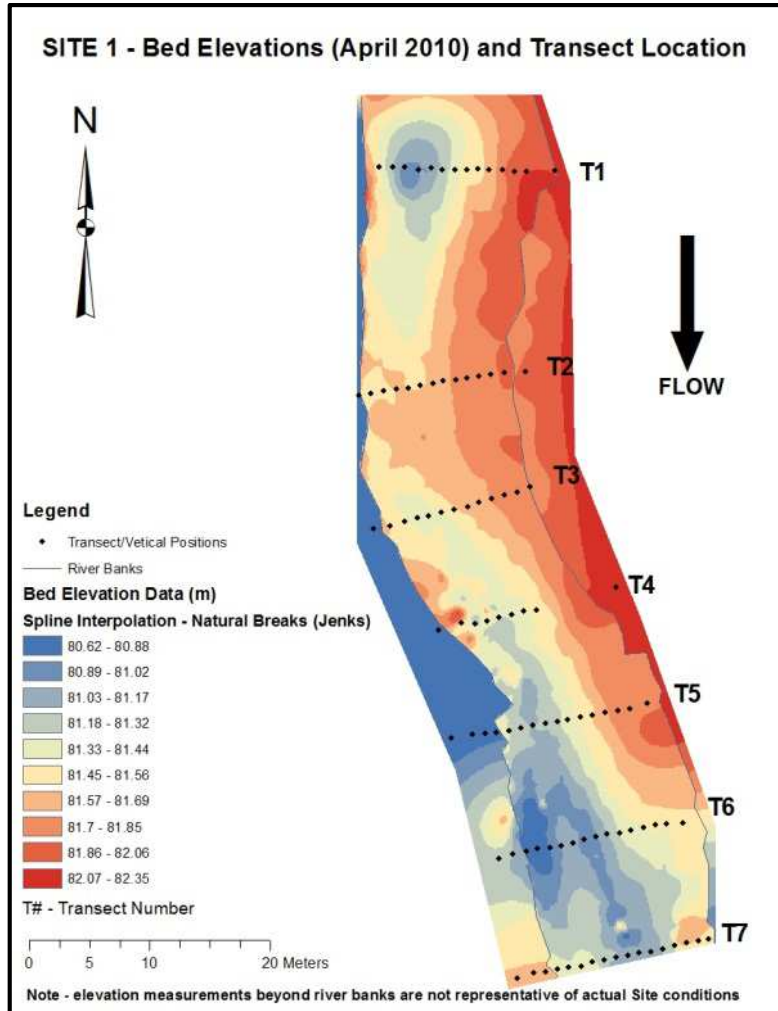 SITE 1 - Bed Elevations (April 2010) and Transect Location
N
T1
T2
FLOW
T3
T4
T5
T6
T7
Legend
Transect/Vetical Positions
River Banks
Bed Elevation Data (m)
Spline Interpolation - Natural Breaks (Jenks)
80.62 - 80.88
80.89 - 81.02
81.03 - 81.17
81.18 - 81.32
81.33 - 81.44
81.45 - 81.56
81.57 - 81.69
81.7 - 81.85
81.86 - 82.06
82.07 - 82.35
T# - Transect Number
0 5 10 20 Meters
Note - elevation measurements beyond river banks are not representative of actual Site conditions